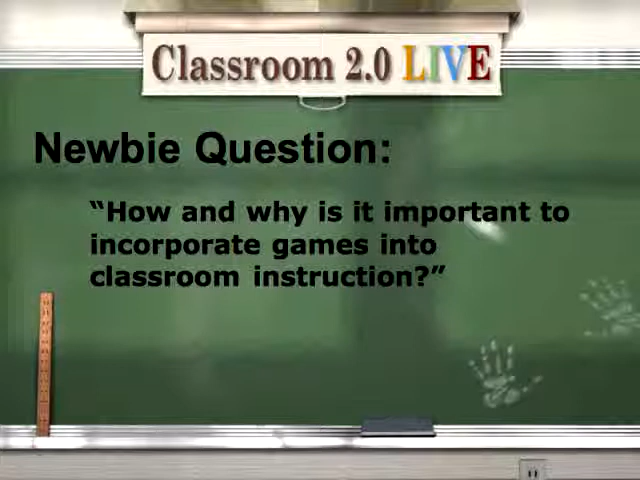 Classroom 2.0 LIVE
Newbie Question:
“How and why is it important to
incorporate games into
classroom instruction?”